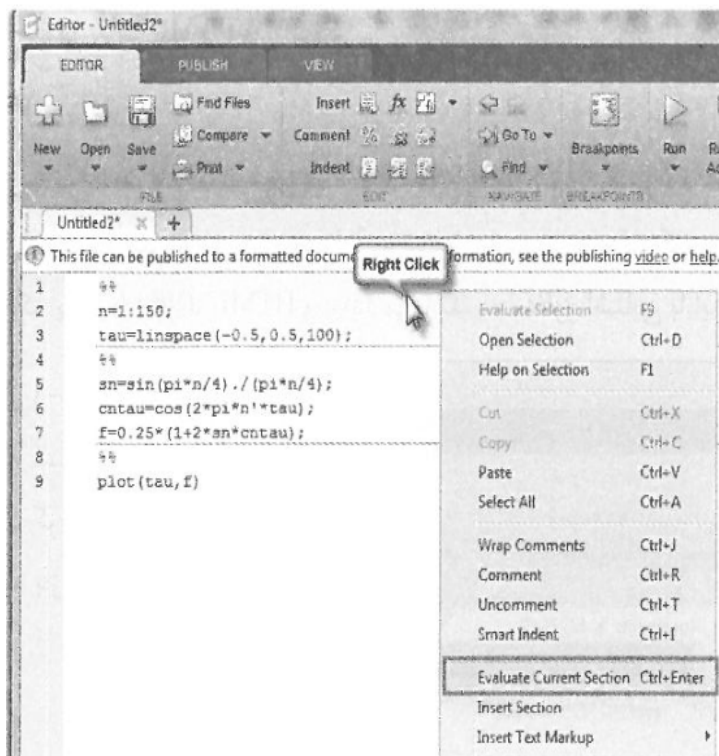 Editor - Untitled2*
EDITOR PUBLISH VIEW
New Open Save Find Files Compare Print
Insert fx
Comment %
Indent
Go To
Find
Breakpoints
Run
FILE EDIT NAVIGATE BREAKPOINTS
Untitled2* × +
This file can be published to a formatted docume
formation, see the publishing video or help.
Right Click
1 %%
2 n=1:150;
3 tau=linspace(-0.5,0.5,100);
4 %%
5 sn=sin(pi*n/4)./(pi*n/4);
6 cntau=cos(2*pi*n'*tau);
7 f=0.25*(1+2*sn*cntau);
8 %%
9 plot(tau,f)
Evaluate Selection F9
Open Selection Ctrl+D
Help on Selection F1
Cut Ctrl+X
Copy Ctrl+C
Paste Ctrl+V
Select All Ctrl+A
Wrap Comments Ctrl+J
Comment Ctrl+R
Uncomment Ctrl+T
Smart Indent Ctrl+I
Evaluate Current Section Ctrl+Enter
Insert Section
Insert Text Markup